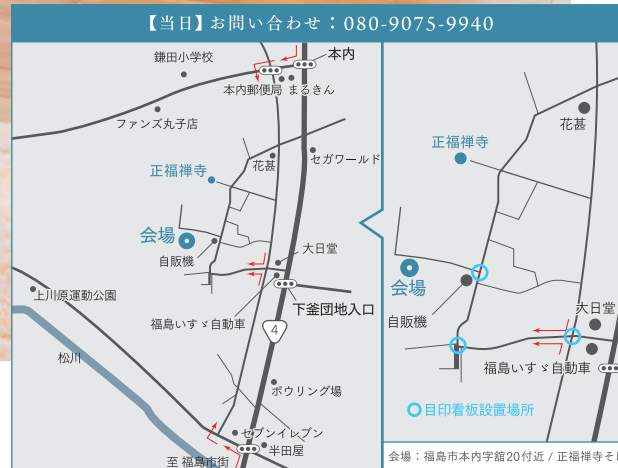 【当日】お問い合わせ：080-9075-9940
鎌田小学校
本内
本内郵便局 まるきん
ファンズ丸子店
花甚
セガワールド
正福禅寺
会場
自販機
大日堂
上川原運動公園
福島いすゞ自動車
下釜団地入口
4
松川
ボウリング場
セブンイレブン
半田屋
至 福島市街
花甚
正福禅寺
会場
自販機
大日堂
福島いすゞ自動車
目印看板設置場所
会場：福島市本内字舘20付近 / 正福禅寺そ